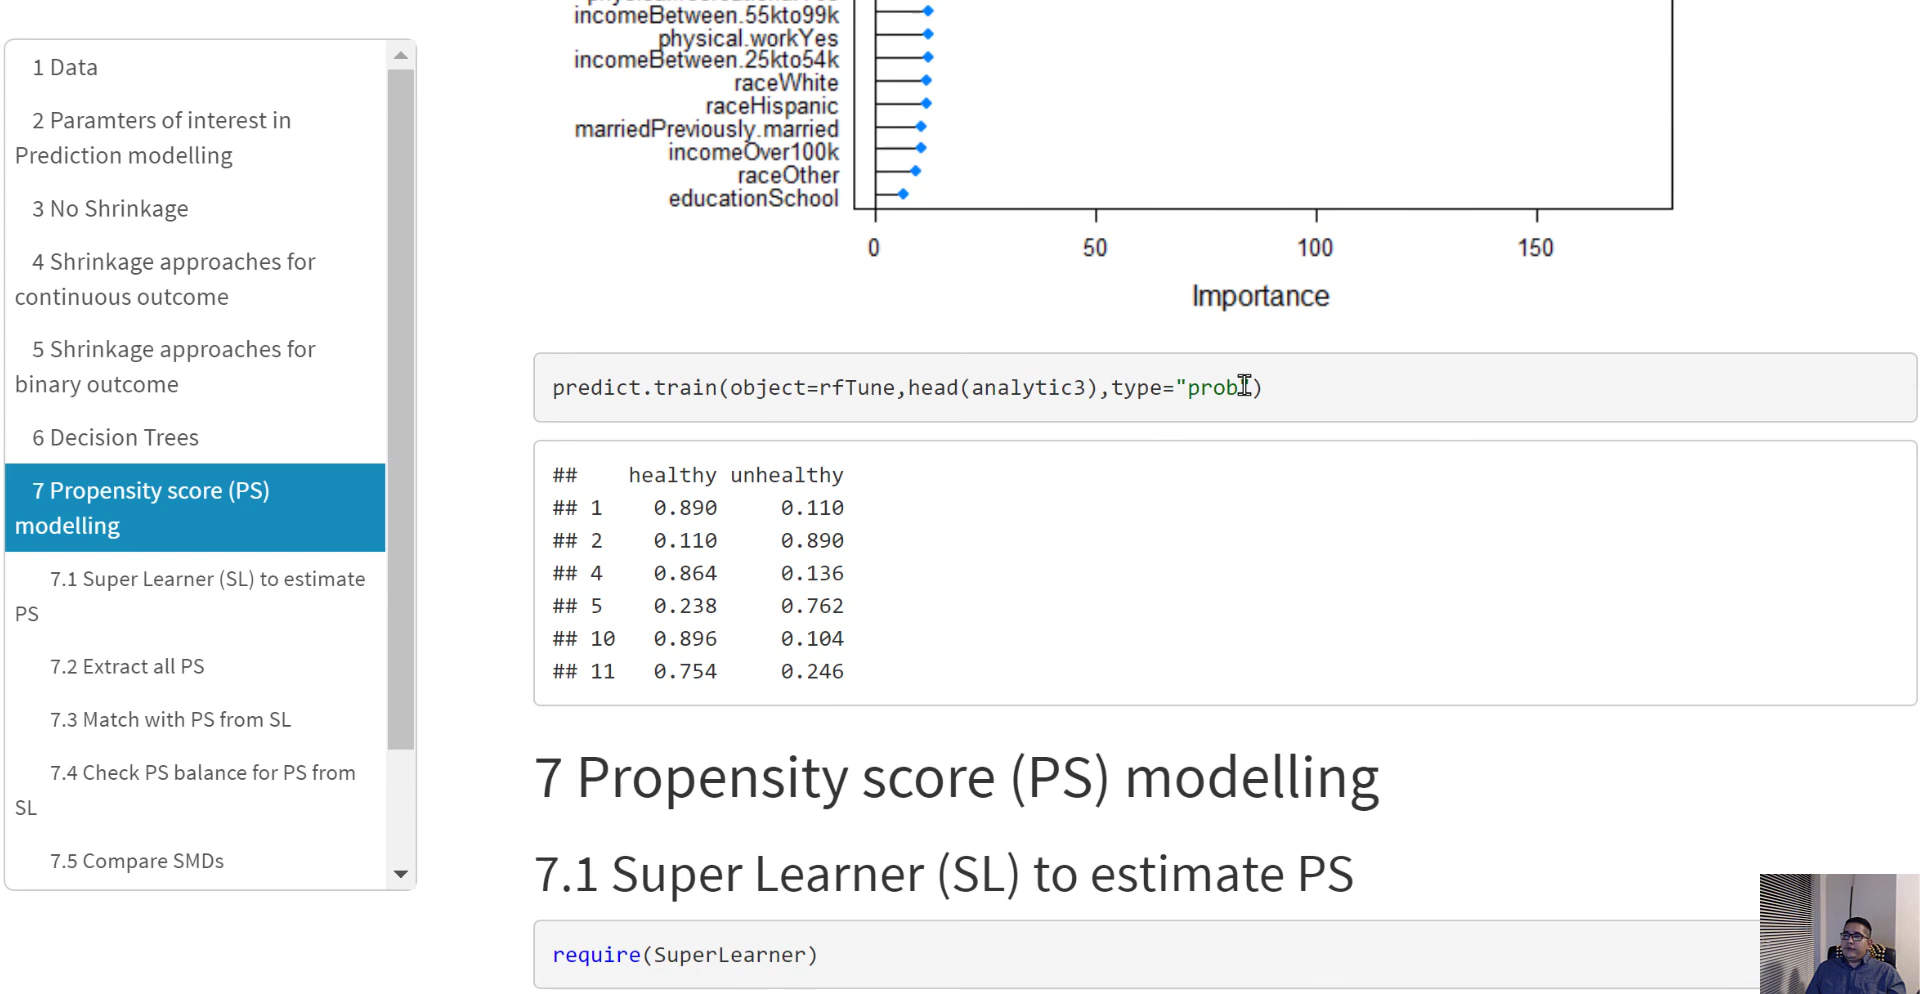 1 Data
2 Paramters of interest in
Prediction modelling
3 No Shrinkage
4 Shrinkage approaches for
continuous outcome
5 Shrinkage approaches for
binary outcome
6 Decision Trees
7 Propensity score (PS)
modelling
7.1 Super Learner (SL) to estimate
PS
7.2 Extract all PS
7.3 Match with PS from SL
7.4 Check PS balance for PS from
SL
7.5 Compare SMDs
incomeBetween.55kto99k
physical.workYes
incomeBetween.25kto54k
raceWhite
raceHispanic
marriedPreviously.married
incomeOver100k
raceOther
educationSchool
0 50 100 150
Importance
predict.train(object=rfTune,head(analytic3),type="prob")
##    healthy unhealthy
## 1   0.890     0.110
## 2   0.110     0.890
## 4   0.864     0.136
## 5   0.238     0.762
## 10  0.896     0.104
## 11  0.754     0.246
7 Propensity score (PS) modelling
7.1 Super Learner (SL) to estimate PS
require(SuperLearner)